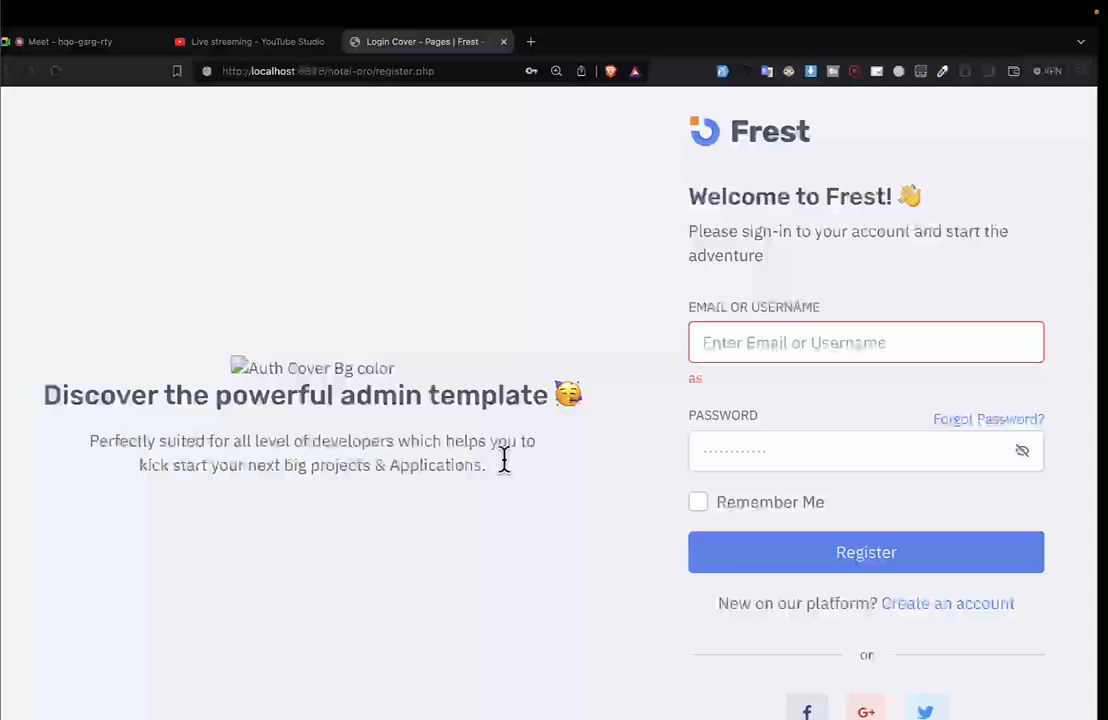 Meet - hqo-gsrg-rty
Live streaming - YouTube Studio
Login Cover - Pages | Frest -
register.php
Frest
Welcome to Frest! 👋
Please sign-in to your account and start the
adventure
EMAIL OR USERNAME
Enter Email or Username
as
PASSWORD
Forgot Password?
Remember Me
Register
New on our platform? Create an account
or
Auth Cover Bg color
Discover the powerful admin template 🥳
Perfectly suited for all level of developers which helps you to
kick start your next big projects & Applications.